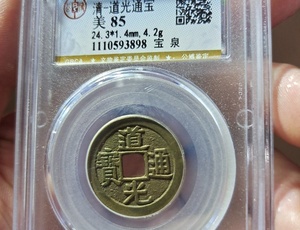 清-道光通宝
美 85
24.3*1.4mm, 4.2g
1110593898 宝 泉
道光通寶